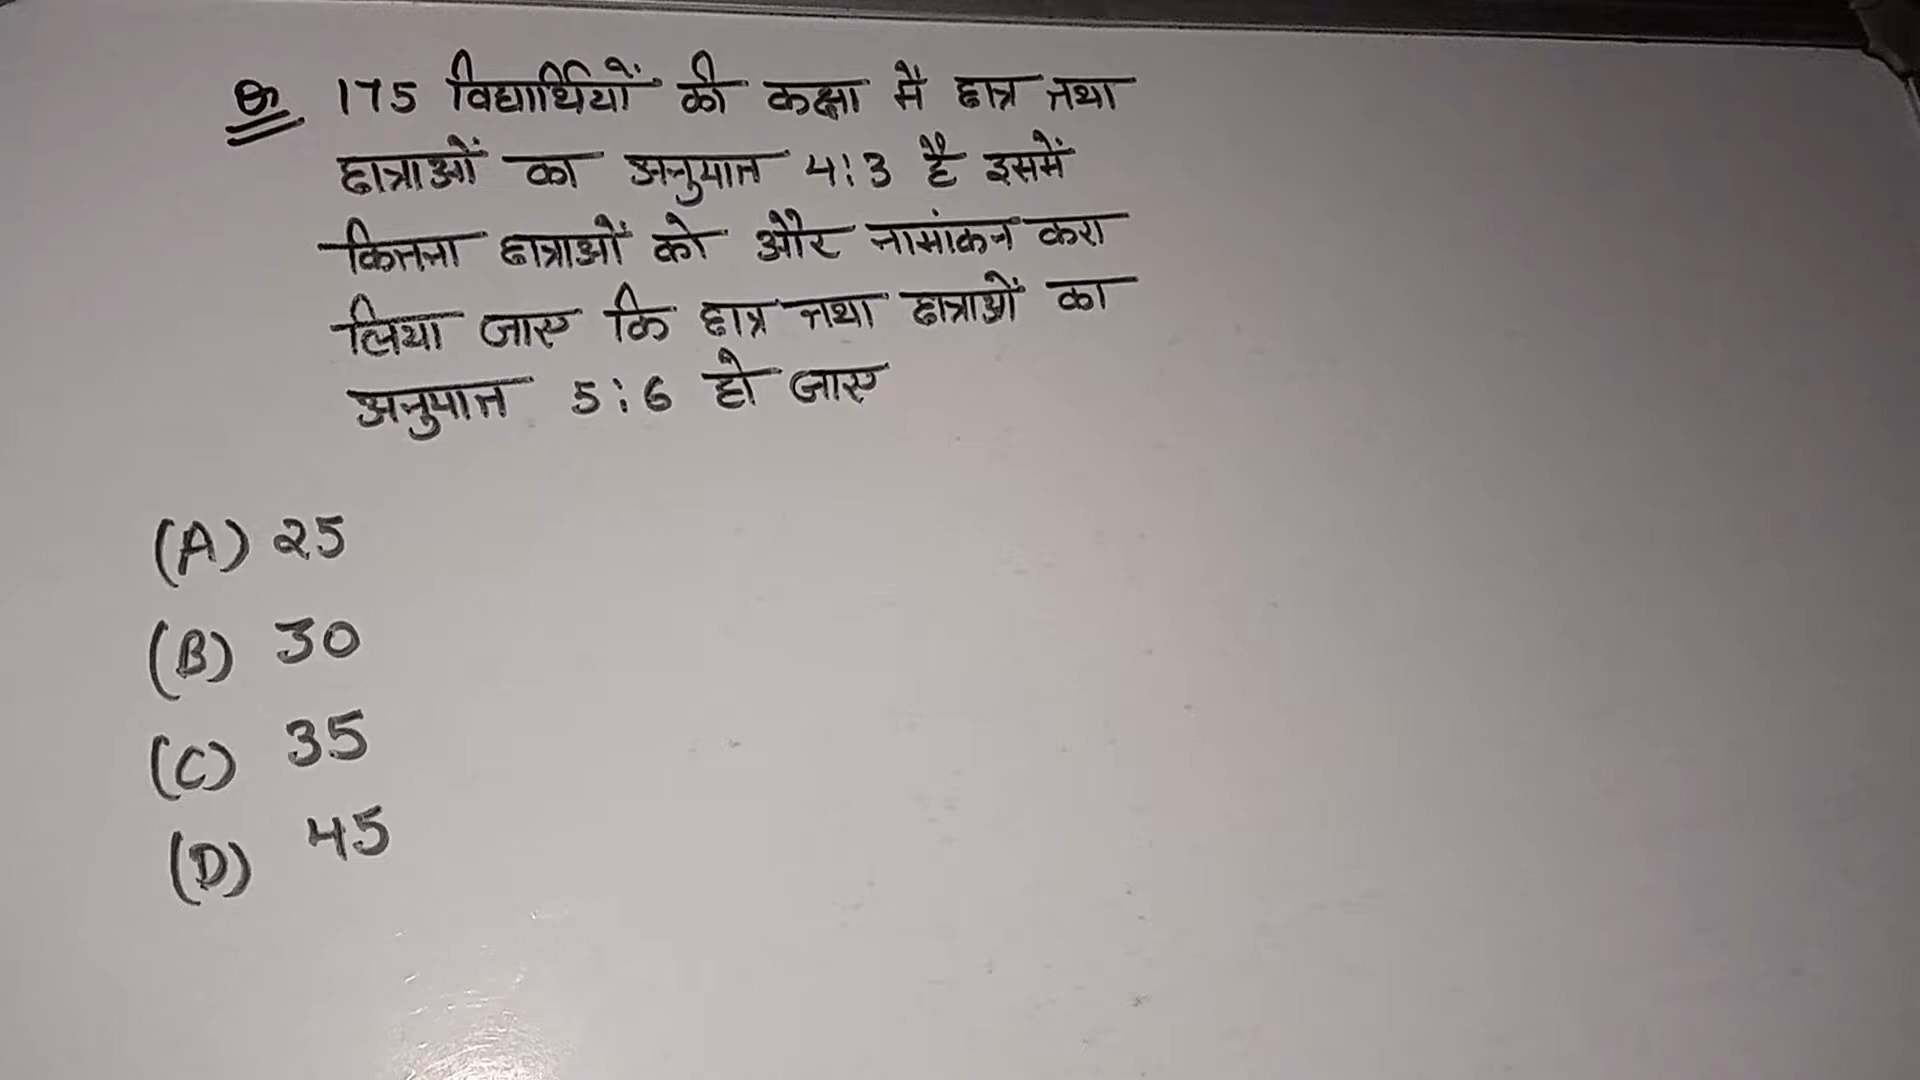 Q 175 विद्यार्थियों की कक्षा में छात्र तथा
छात्राओं का अनुपात 4:3 है इसमें
कितना छात्राओं को और नामांकन करा
लिया जाए कि छात्र तथा छात्राओं का
अनुपात 5:6 हो जाए
(A) 25
(B) 30
(C) 35
(D) 45